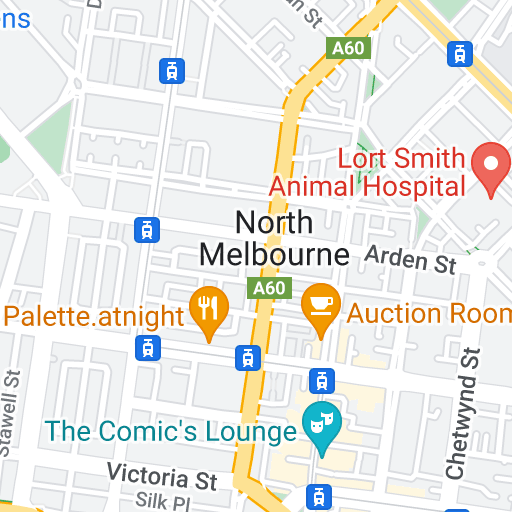 ens
A60
Lort Smith
Animal Hospital
North
Melbourne
Arden St
A60
Palette.atnight
Auction Room
Stawell St
Chetwynd St
The Comic's Lounge
Victoria St
Silk Pl